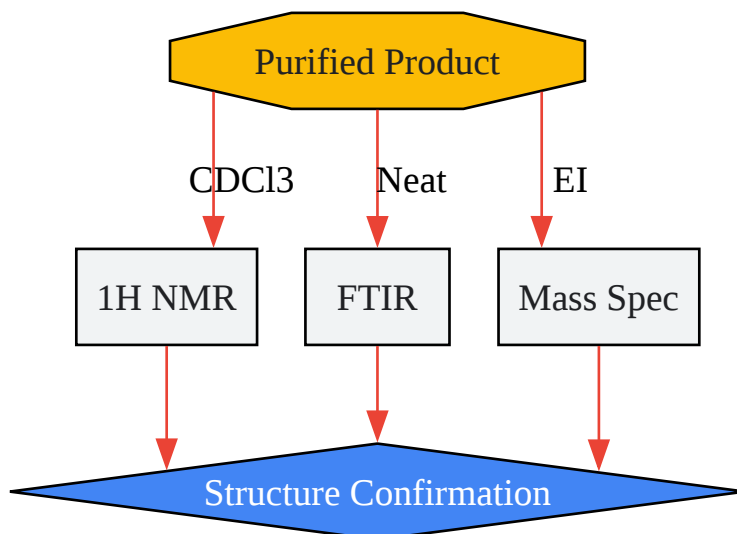 Purified Product
CDCl3
Neat
EI
1H NMR
FTIR
Mass Spec
Structure Confirmation